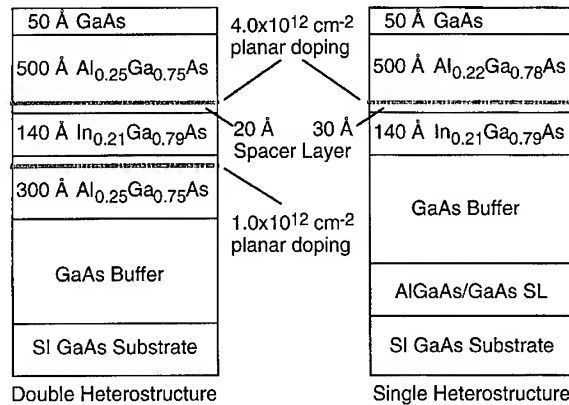 50 Å GaAs
500 Å Al0.25Ga0.75As
140 Å In0.21Ga0.79As
300 Å Al0.25Ga0.75As
GaAs Buffer
SI GaAs Substrate
Double Heterostructure
4.0x10¹² cm⁻²
planar doping
20 Å 30 Å
Spacer Layer
1.0x10¹² cm⁻²
planar doping
50 Å GaAs
500 Å Al0.22Ga0.78As
140 Å In0.21Ga0.79As
GaAs Buffer
AlGaAs/GaAs SL
SI GaAs Substrate
Single Heterostructure